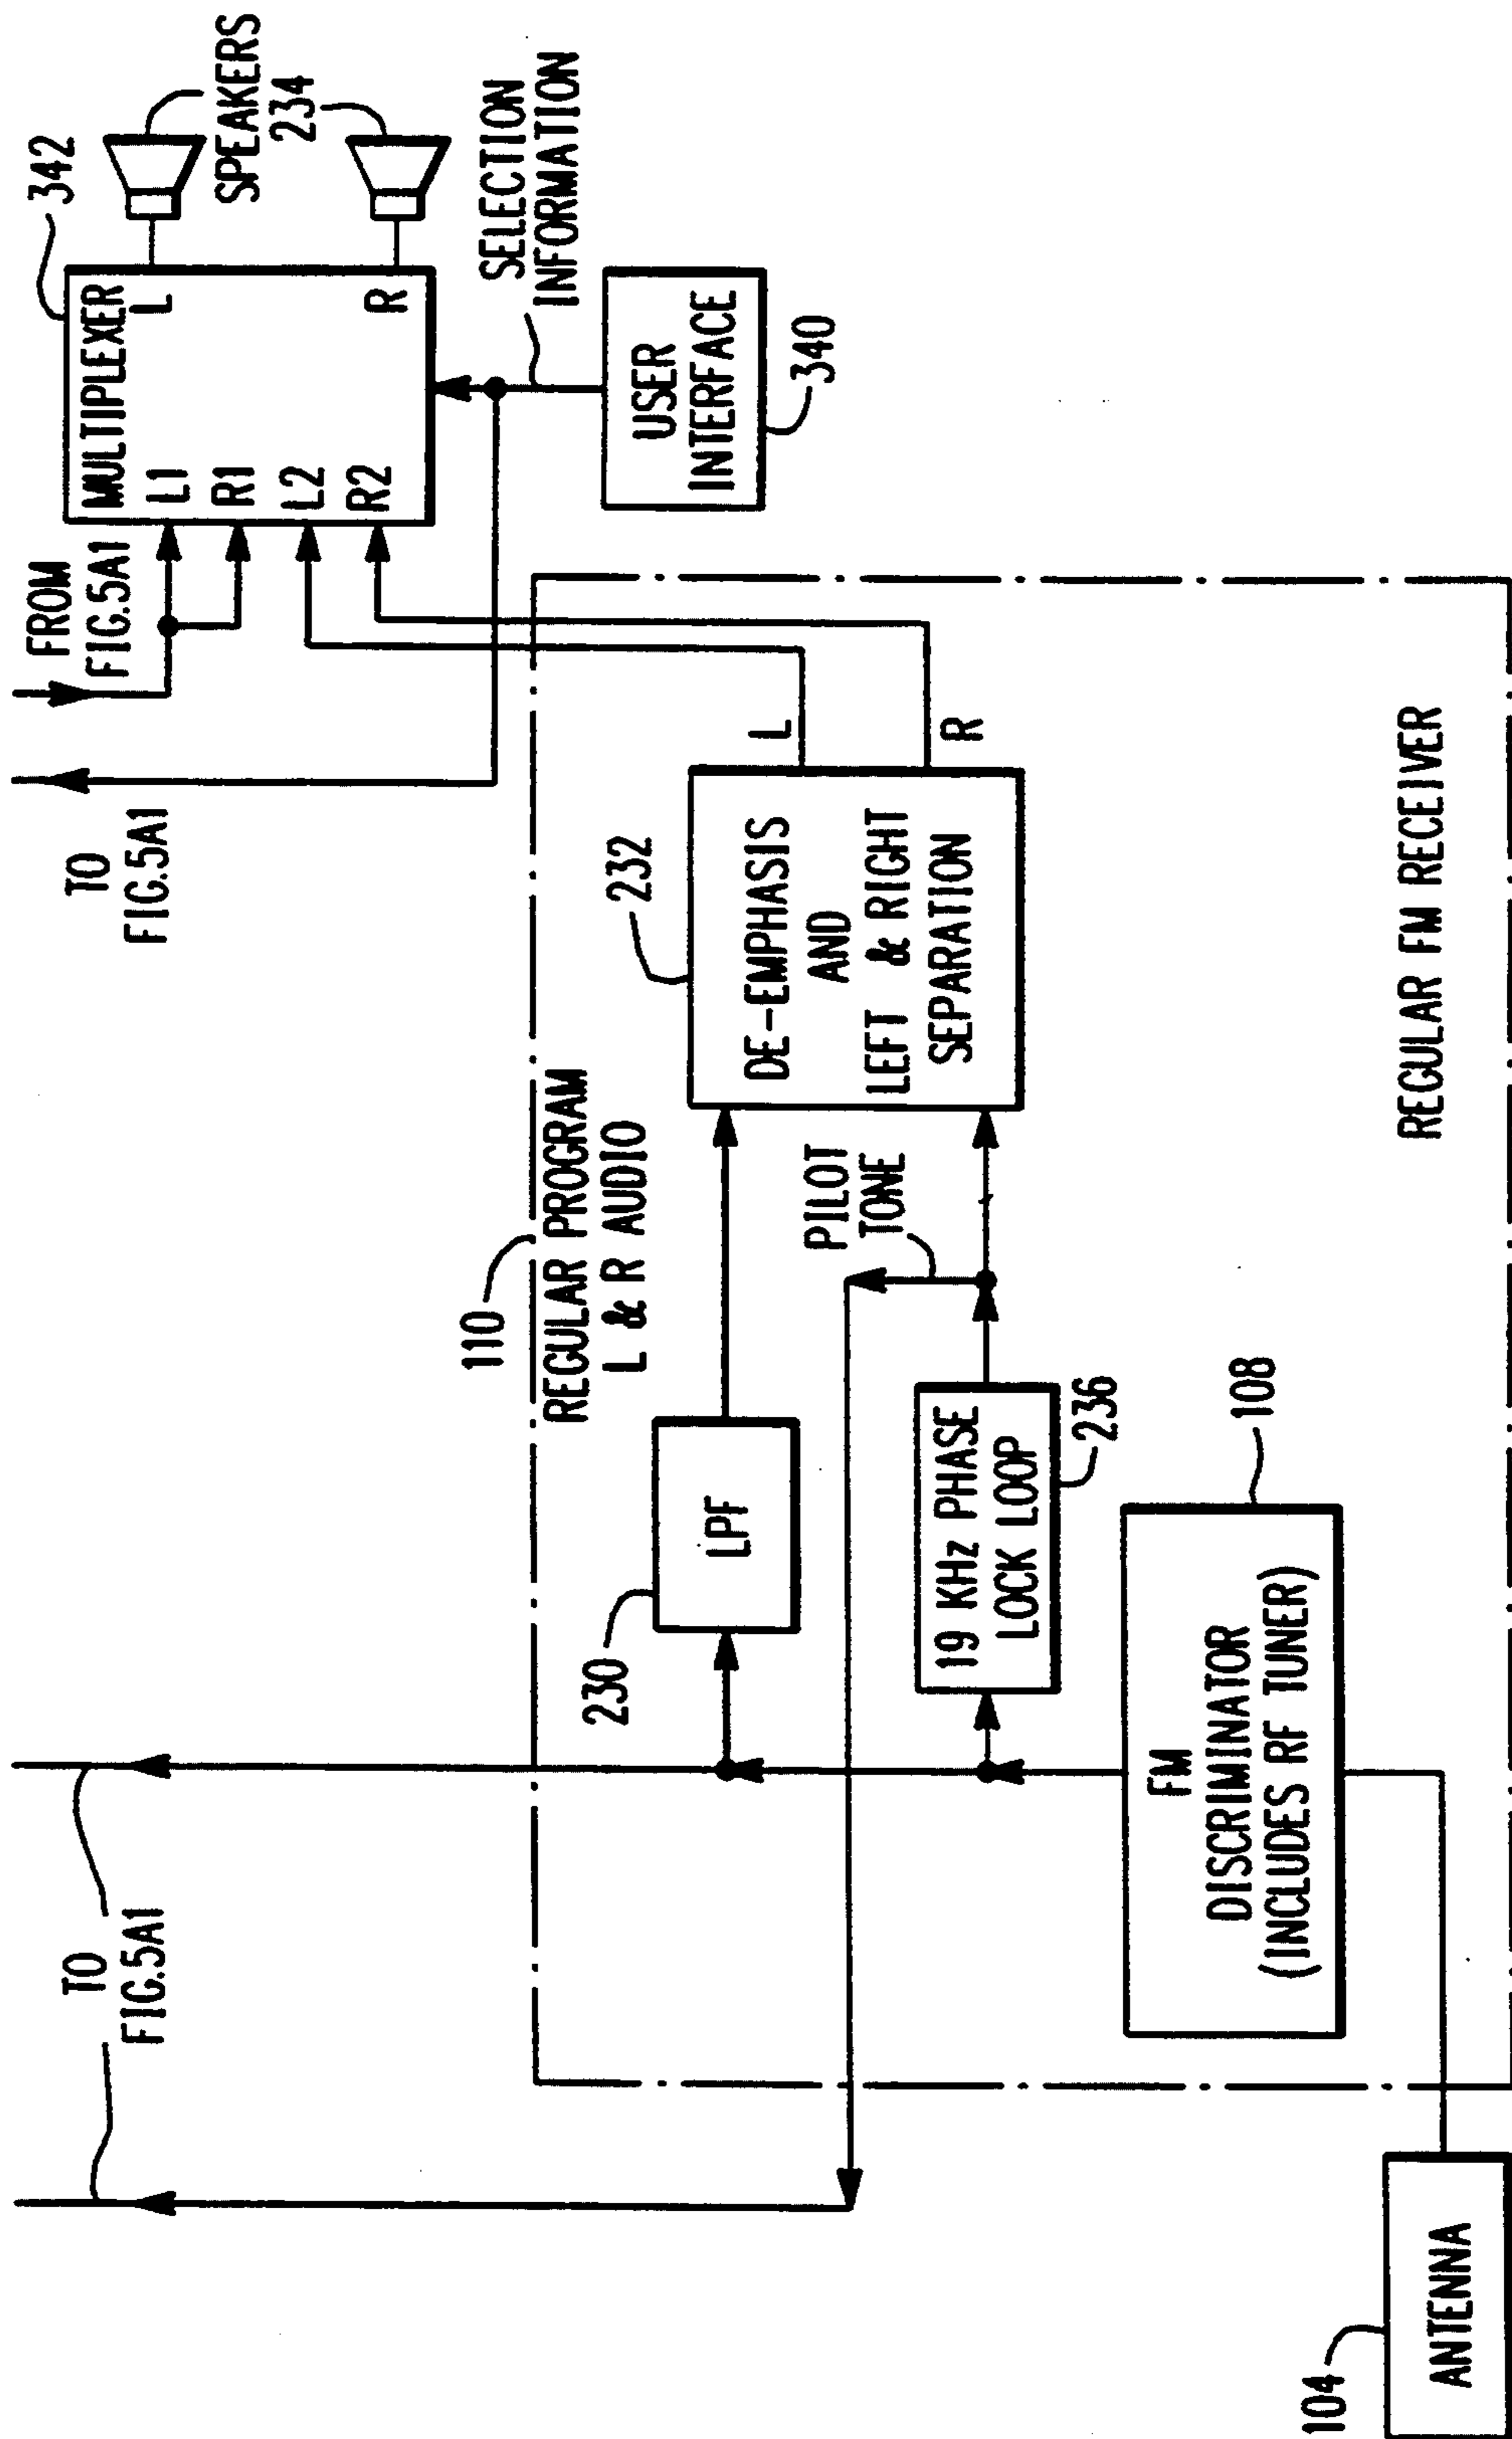 FROM
FIG.5A1
TO
FIG.5A1
TO
FIG.5A1
342
MULTIPLEXER
L1
R1
L2
R2
L
R
SPEAKERS
234
SELECTION
INFORMATION
USER
INTERFACE
340
110
REGULAR PROGRAM
L & R AUDIO
230
LPF
232
DE-EMPHASIS
AND
LEFT & RIGHT
SEPARATION
L
R
PILOT
TONE
19 KHz PHASE
LOCK LOOP
236
FM
DISCRIMINATOR
(INCLUDES RF TUNER)
108
REGULAR FM RECEIVER
104
ANTENNA